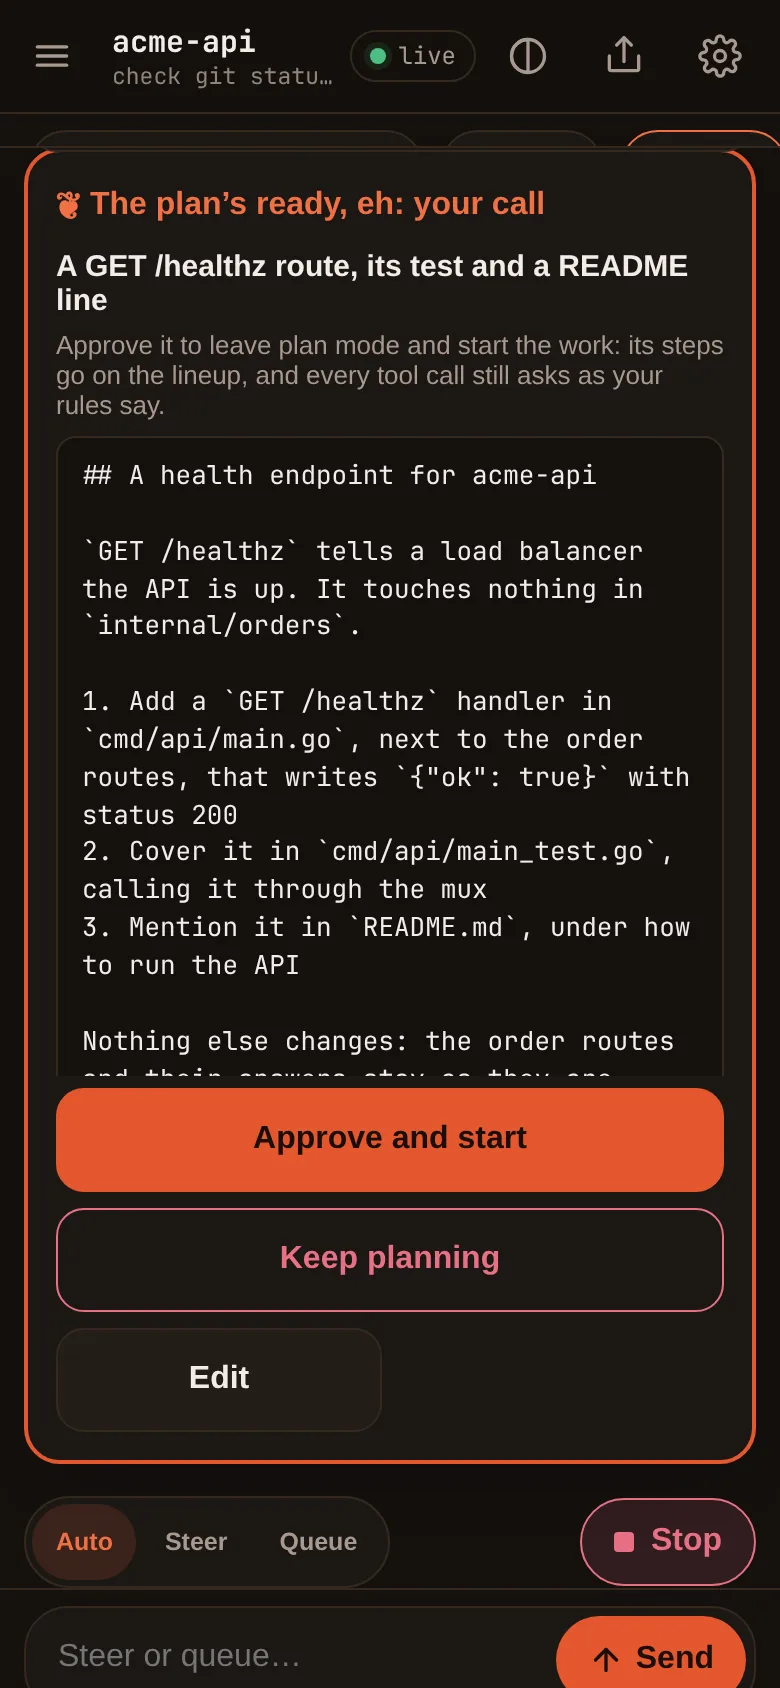 acme-api
check git statu…
live
❦ The plan’s ready, eh: your call
A GET /healthz route, its test and a README
line
Approve it to leave plan mode and start the work: its steps
go on the lineup, and every tool call still asks as your
rules say.
## A health endpoint for acme-api
`GET /healthz` tells a load balancer
the API is up. It touches nothing in
`internal/orders`.
1. Add a `GET /healthz` handler in
`cmd/api/main.go`, next to the order
routes, that writes `{"ok": true}` with
status 200
2. Cover it in `cmd/api/main_test.go`,
calling it through the mux
3. Mention it in `README.md`, under how
to run the API
Nothing else changes: the order routes
and their answers stay as they are
Approve and start
Keep planning
Edit
Auto
Steer
Queue
Stop
Steer or queue…
Send